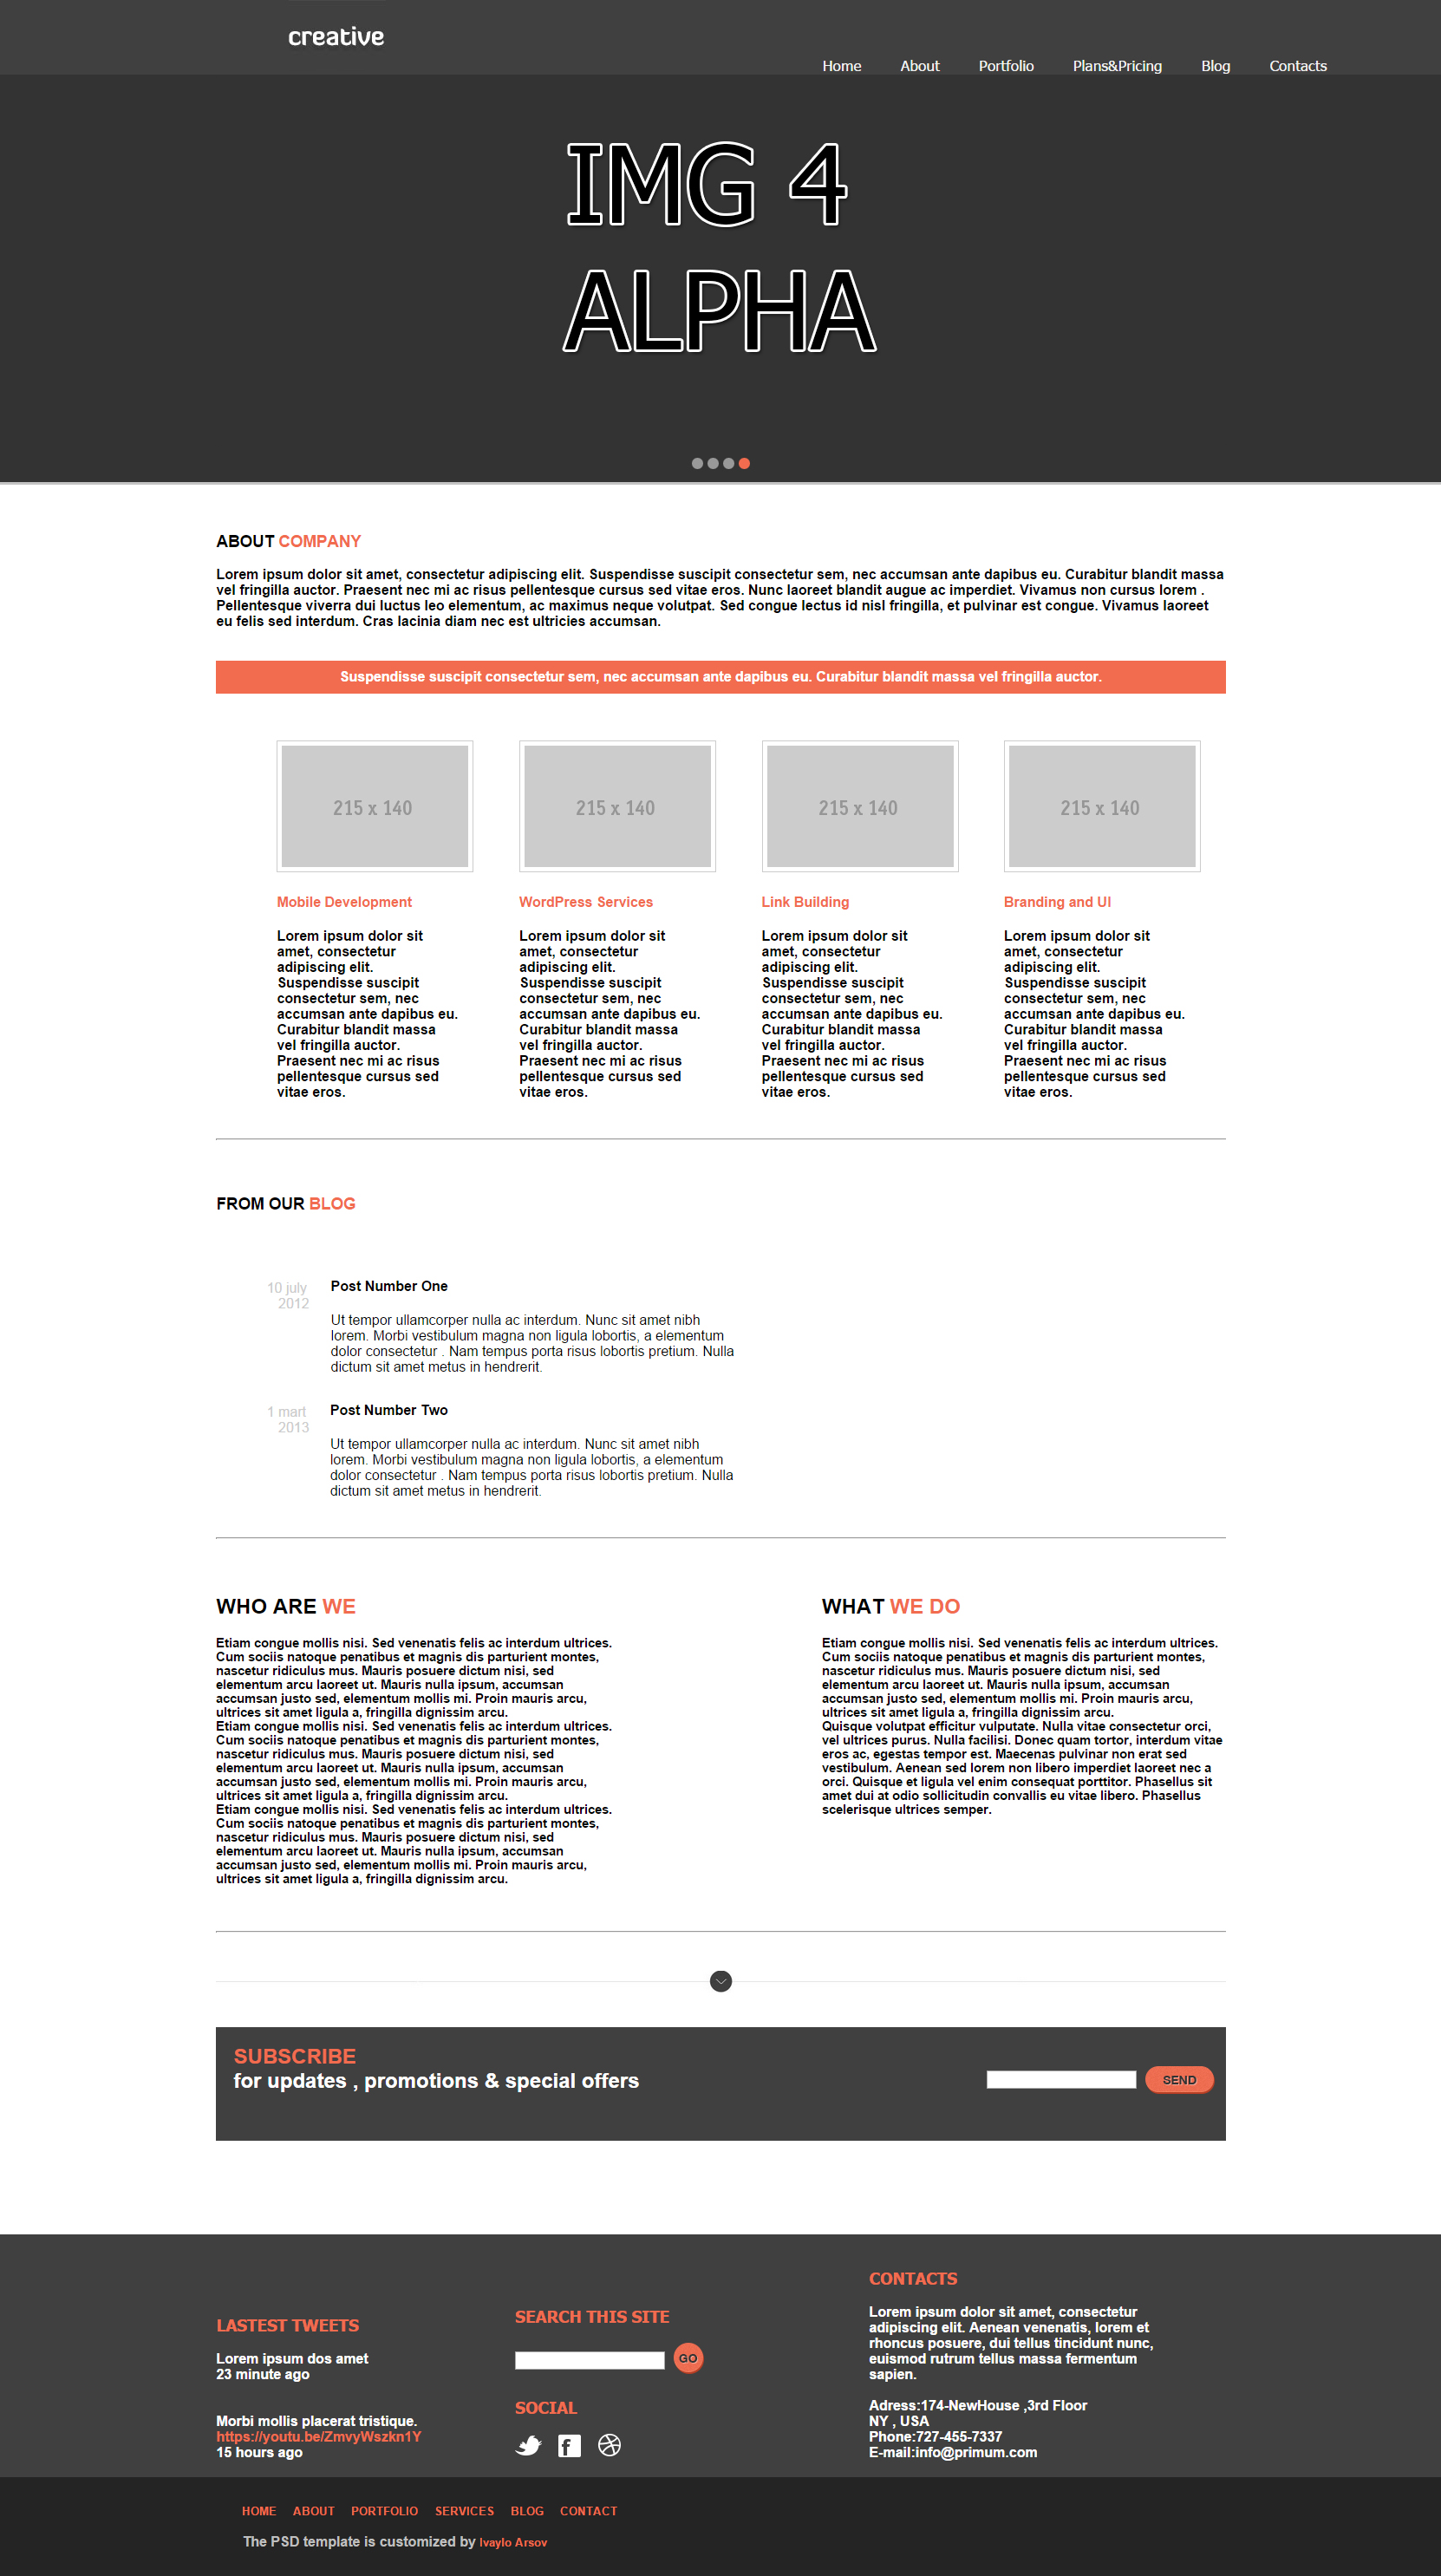 creative
Home About Portfolio Plans&Pricing Blog Contacts
IMG 4
ALPHA
ABOUT COMPANY
Lorem ipsum dolor sit amet, consectetur adipiscing elit. Suspendisse suscipit consectetur sem, nec accumsan ante dapibus eu. Curabitur blandit massa
vel fringilla auctor. Praesent nec mi ac risus pellentesque cursus sed vitae eros. Nunc laoreet blandit augue ac imperdiet. Vivamus non cursus lorem .
Pellentesque viverra dui luctus leo elementum, ac maximus neque volutpat. Sed congue lectus id nisl fringilla, et pulvinar est congue. Vivamus laoreet
eu felis sed interdum. Cras lacinia diam nec est ultricies accumsan.
Suspendisse suscipit consectetur sem, nec accumsan ante dapibus eu. Curabitur blandit massa vel fringilla auctor.
215 x 140
Mobile Development
Lorem ipsum dolor sit
amet, consectetur
adipiscing elit.
Suspendisse suscipit
consectetur sem, nec
accumsan ante dapibus eu.
Curabitur blandit massa
vel fringilla auctor.
Praesent nec mi ac risus
pellentesque cursus sed
vitae eros.
215 x 140
WordPress Services
Lorem ipsum dolor sit
amet, consectetur
adipiscing elit.
Suspendisse suscipit
consectetur sem, nec
accumsan ante dapibus eu.
Curabitur blandit massa
vel fringilla auctor.
Praesent nec mi ac risus
pellentesque cursus sed
vitae eros.
215 x 140
Link Building
Lorem ipsum dolor sit
amet, consectetur
adipiscing elit.
Suspendisse suscipit
consectetur sem, nec
accumsan ante dapibus eu.
Curabitur blandit massa
vel fringilla auctor.
Praesent nec mi ac risus
pellentesque cursus sed
vitae eros.
215 x 140
Branding and UI
Lorem ipsum dolor sit
amet, consectetur
adipiscing elit.
Suspendisse suscipit
consectetur sem, nec
accumsan ante dapibus eu.
Curabitur blandit massa
vel fringilla auctor.
Praesent nec mi ac risus
pellentesque cursus sed
vitae eros.
FROM OUR BLOG
10 july
2012
Post Number One
Ut tempor ullamcorper nulla ac interdum. Nunc sit amet nibh
lorem. Morbi vestibulum magna non ligula lobortis, a elementum
dolor consectetur . Nam tempus porta risus lobortis pretium. Nulla
dictum sit amet metus in hendrerit.
1 mart
2013
Post Number Two
Ut tempor ullamcorper nulla ac interdum. Nunc sit amet nibh
lorem. Morbi vestibulum magna non ligula lobortis, a elementum
dolor consectetur . Nam tempus porta risus lobortis pretium. Nulla
dictum sit amet metus in hendrerit.
WHO ARE WE
Etiam congue mollis nisi. Sed venenatis felis ac interdum ultrices.
Cum sociis natoque penatibus et magnis dis parturient montes,
nascetur ridiculus mus. Mauris posuere dictum nisi, sed
elementum arcu laoreet ut. Mauris nulla ipsum, accumsan
accumsan justo sed, elementum mollis mi. Proin mauris arcu,
ultrices sit amet ligula a, fringilla dignissim arcu.
Etiam congue mollis nisi. Sed venenatis felis ac interdum ultrices.
Cum sociis natoque penatibus et magnis dis parturient montes,
nascetur ridiculus mus. Mauris posuere dictum nisi, sed
elementum arcu laoreet ut. Mauris nulla ipsum, accumsan
accumsan justo sed, elementum mollis mi. Proin mauris arcu,
ultrices sit amet ligula a, fringilla dignissim arcu.
Etiam congue mollis nisi. Sed venenatis felis ac interdum ultrices.
Cum sociis natoque penatibus et magnis dis parturient montes,
nascetur ridiculus mus. Mauris posuere dictum nisi, sed
elementum arcu laoreet ut. Mauris nulla ipsum, accumsan
accumsan justo sed, elementum mollis mi. Proin mauris arcu,
ultrices sit amet ligula a, fringilla dignissim arcu.
WHAT WE DO
Etiam congue mollis nisi. Sed venenatis felis ac interdum ultrices.
Cum sociis natoque penatibus et magnis dis parturient montes,
nascetur ridiculus mus. Mauris posuere dictum nisi, sed
elementum arcu laoreet ut. Mauris nulla ipsum, accumsan
accumsan justo sed, elementum mollis mi. Proin mauris arcu,
ultrices sit amet ligula a, fringilla dignissim arcu.
Quisque volutpat efficitur vulputate. Nulla vitae consectetur orci,
vel ultrices purus. Nulla facilisi. Donec quam tortor, interdum vitae
eros ac, egestas tempor est. Maecenas pulvinar non erat sed
vestibulum. Aenean sed lorem non libero imperdiet laoreet nec a
orci. Quisque et ligula vel enim consequat porttitor. Phasellus sit
amet dui at odio sollicitudin convallis eu vitae libero. Phasellus
scelerisque ultrices semper.
SUBSCRIBE
for updates , promotions & special offers
SEND
LASTEST TWEETS
Lorem ipsum dos amet
23 minute ago
Morbi mollis placerat tristique.
https://youtu.be/ZmvyWszkn1Y
15 hours ago
SEARCH THIS SITE
GO
SOCIAL
CONTACTS
Lorem ipsum dolor sit amet, consectetur
adipiscing elit. Aenean venenatis, lorem et
rhoncus posuere, dui tellus tincidunt nunc,
euismod rutrum tellus massa fermentum
sapien.
Adress:174-NewHouse ,3rd Floor
NY , USA
Phone:727-455-7337
E-mail:info@primum.com
HOME ABOUT PORTFOLIO SERVICES BLOG CONTACT
The PSD template is customized by Ivaylo Arsov